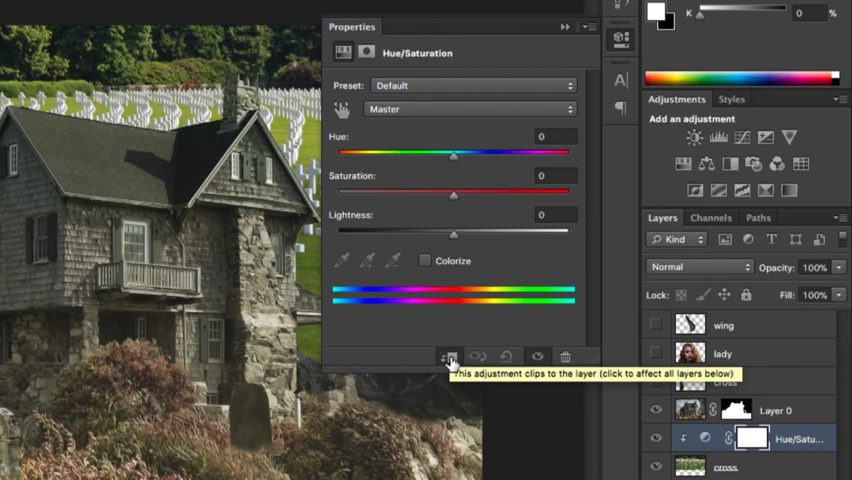 K
0
%
Properties
Hue/Saturation
Preset:
Default
Master
Hue:
0
Saturation:
0
Lightness:
0
Colorize
This adjustment clips to the layer (click to affect all layers below)
A
Adjustments
Styles
Add an adjustment
Layers
Channels
Paths
Kind
T
Normal
Opacity:
100%
Lock:
Fill:
100%
wing
lady
cross
Layer 0
Hue/Satu...
cross